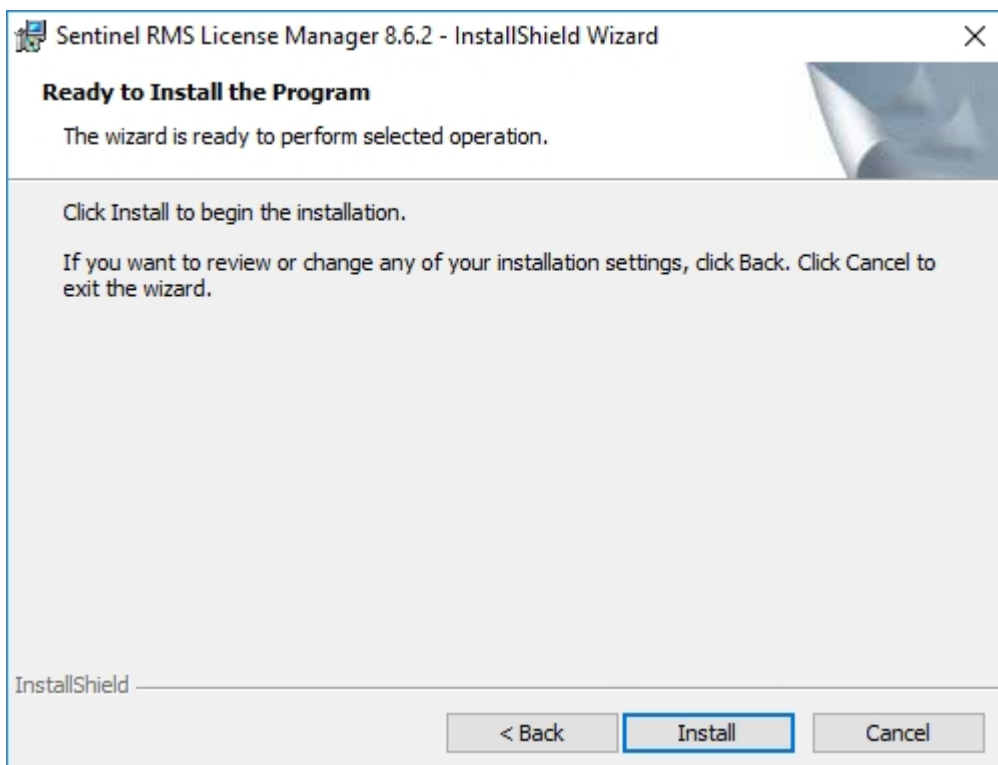 Sentinel RMS License Manager 8.6.2 - InstallShield Wizard
Ready to Install the Program
The wizard is ready to perform selected operation.
Click Install to begin the installation.
If you want to review or change any of your installation settings, click Back. Click Cancel to
exit the wizard.
InstallShield
< Back Install Cancel